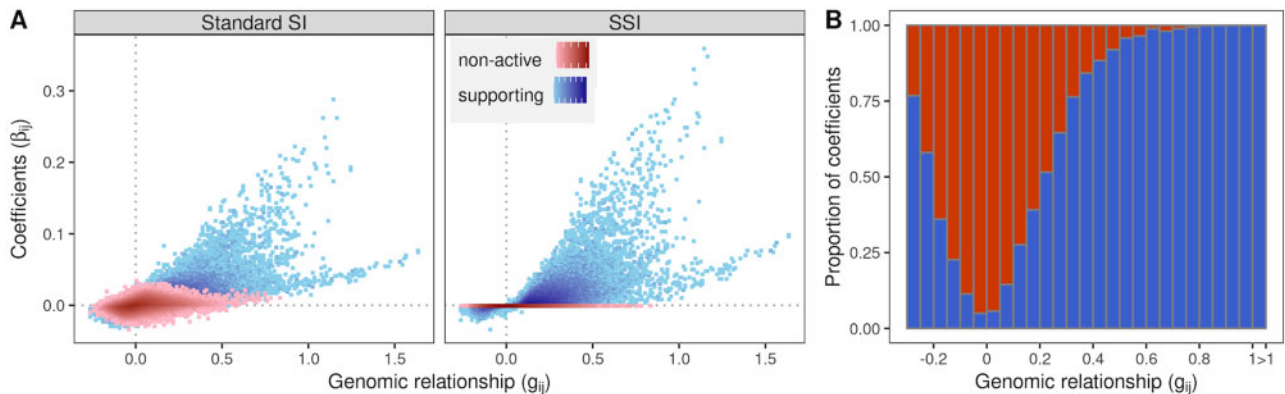 A
Standard SI
SSI
B
non-active
supporting
Coefficients (βij)
0.3
0.2
0.1
0.0
0.0
0.5
1.0
1.5
0.0
0.5
1.0
1.5
Genomic relationship (gij)
Proportion of coefficients
1.00
0.75
0.50
0.25
0.00
-0.2
0
0.2
0.4
0.6
0.8
1>1
Genomic relationship (gij)